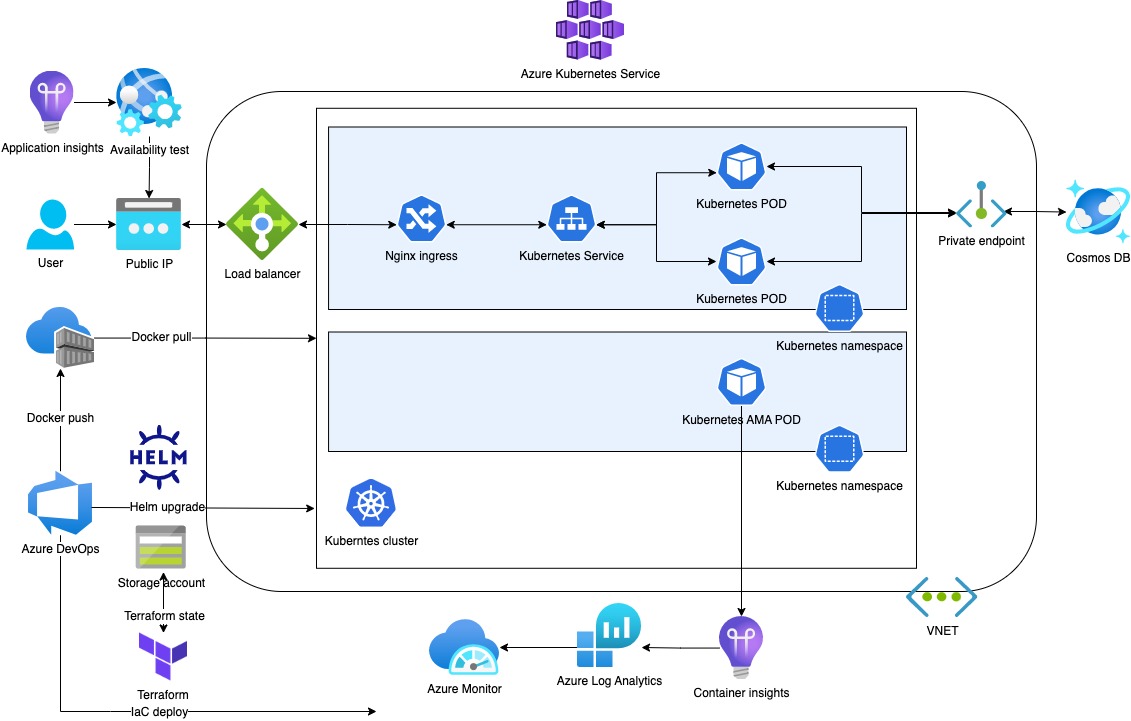 Azure Kubernetes Service
Application insights
Availability test
User
Public IP
Load balancer
Nginx ingress
Kubernetes Service
Kubernetes POD
Kubernetes POD
Private endpoint
Cosmos DB
Kubernetes namespace
Docker pull
Docker push
Kubernetes AMA POD
Kubernetes namespace
HELM
Helm upgrade
Azure DevOps
Kuberntes cluster
Storage account
Terraform state
Terraform
IaC deploy
VNET
Azure Monitor
Azure Log Analytics
Container insights